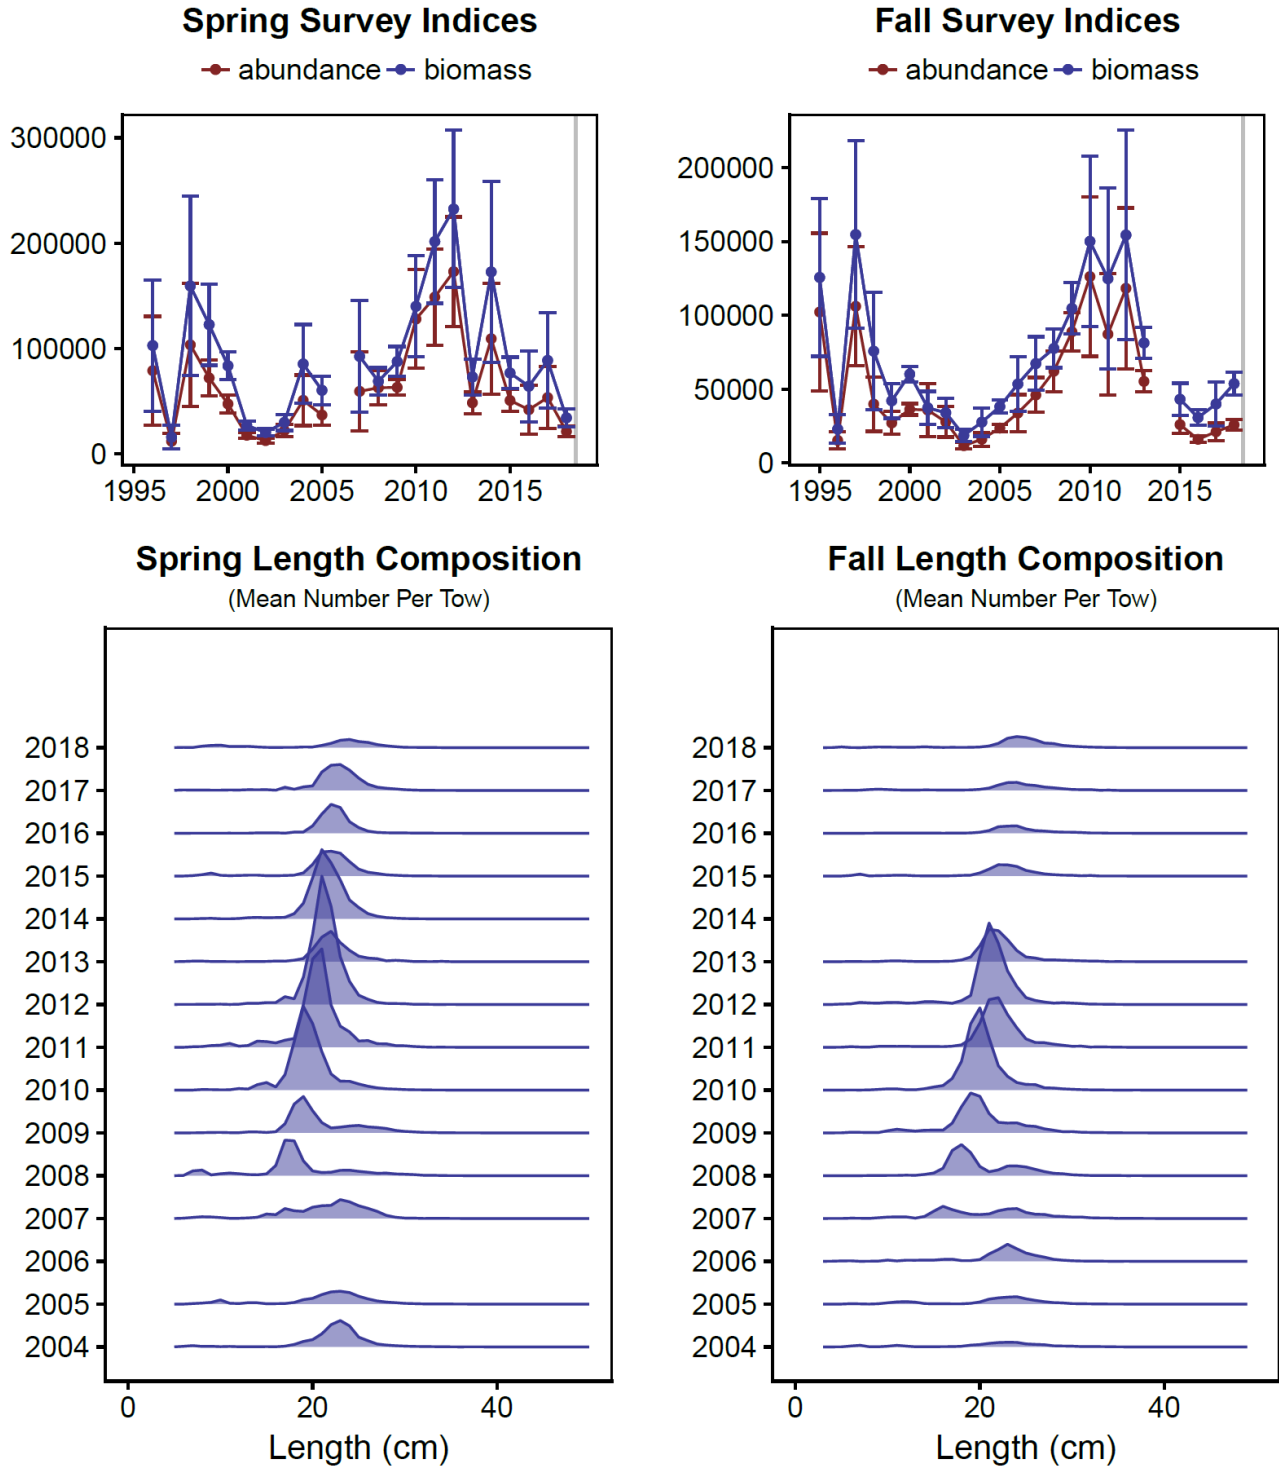 Spring Survey Indices
abundance biomass
300000
200000
100000
0
1995 2000 2005 2010 2015
Fall Survey Indices
abundance biomass
200000
150000
100000
50000
0
1995 2000 2005 2010 2015
Spring Length Composition
(Mean Number Per Tow)
2018
2017
2016
2015
2014
2013
2012
2011
2010
2009
2008
2007
2006
2005
2004
0 20 40
Length (cm)
Fall Length Composition
(Mean Number Per Tow)
2018
2017
2016
2015
2014
2013
2012
2011
2010
2009
2008
2007
2006
2005
2004
0 20 40
Length (cm)